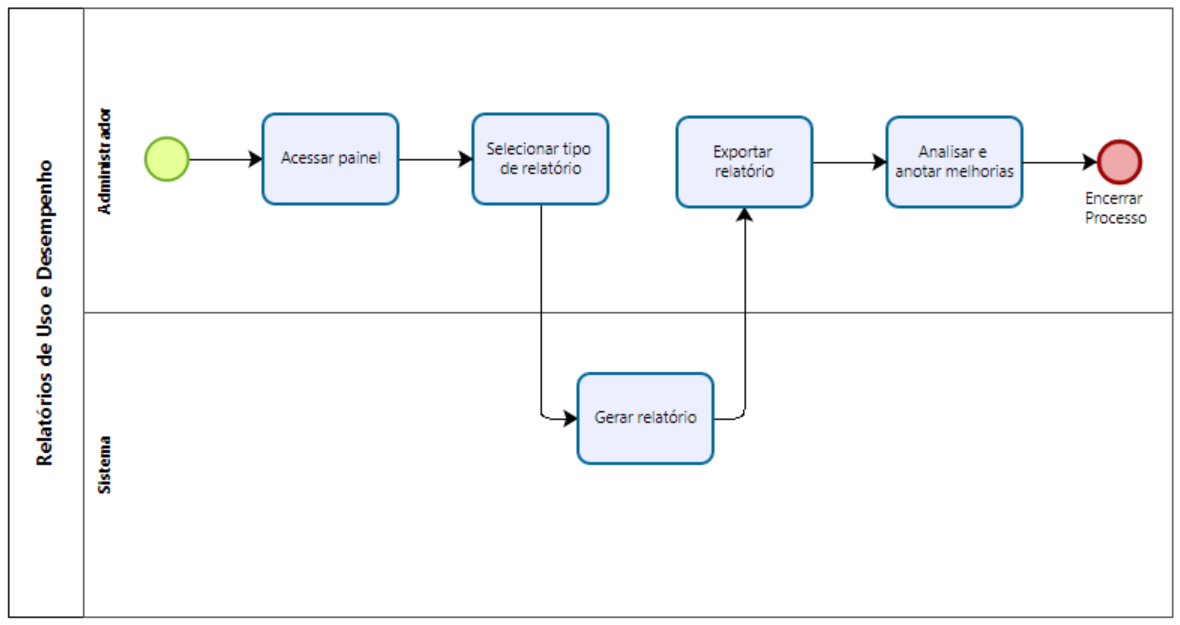 Relatórios de Uso e Desempenho
Administrador
Acessar painel
Selecionar tipo
de relatório
Exportar
relatório
Analisar e
anotar melhorias
Encerrar
Processo
Sistema
Gerar relatório